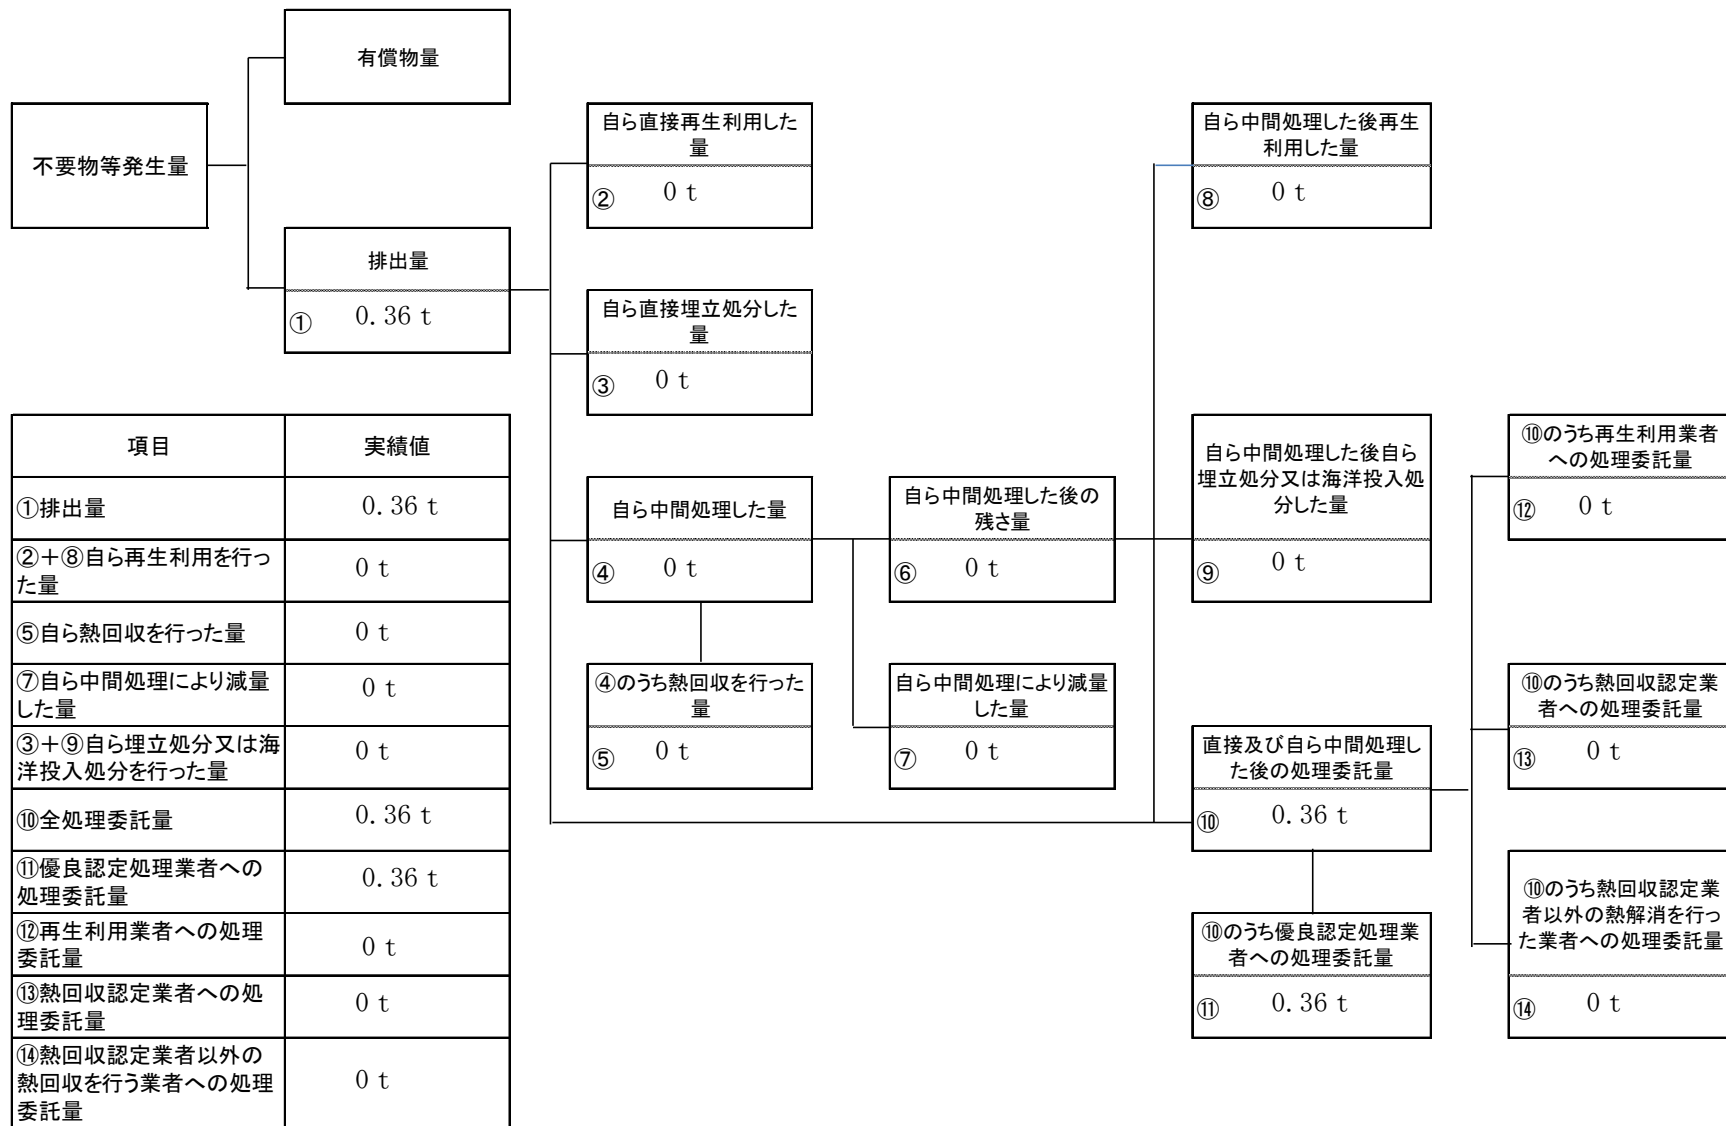 有償物量
不要物等発生量
排出量
① 0.36 t
自ら直接再生利用した
量
② 0 t
自ら直接埋立処分した
量
③ 0 t
自ら中間処理した量
④ 0 t
④のうち熱回収を行った
量
⑤ 0 t
自ら中間処理した後の
残さ量
⑥ 0 t
自ら中間処理により減量
した量
⑦ 0 t
自ら中間処理した後再生
利用した量
⑧ 0 t
自ら中間処理した後自ら
埋立処分又は海洋投入処
分した量
⑨ 0 t
直接及び自ら中間処理し
た後の処理委託量
⑩ 0.36 t
⑩のうち優良認定処理業
者への処理委託量
⑪ 0.36 t
⑩のうち再生利用業者
への処理委託量
⑫ 0 t
⑩のうち熱回収認定業
者への処理委託量
⑬ 0 t
⑩のうち熱回収認定業
者以外の熱解消を行っ
た業者への処理委託量
⑭ 0 t
項目 実績値
①排出量 0.36 t
②＋⑧自ら再生利用を行っ
た量 0 t
⑤自ら熱回収を行った量 0 t
⑦自ら中間処理により減量
した量 0 t
③＋⑨自ら埋立処分又は海
洋投入処分を行った量 0 t
⑩全処理委託量 0.36 t
⑪優良認定処理業者への
処理委託量 0.36 t
⑫再生利用業者への処理
委託量 0 t
⑬熱回収認定業者への処
理委託量 0 t
⑭熱回収認定業者以外の
熱回収を行う業者への処理
委託量 0 t